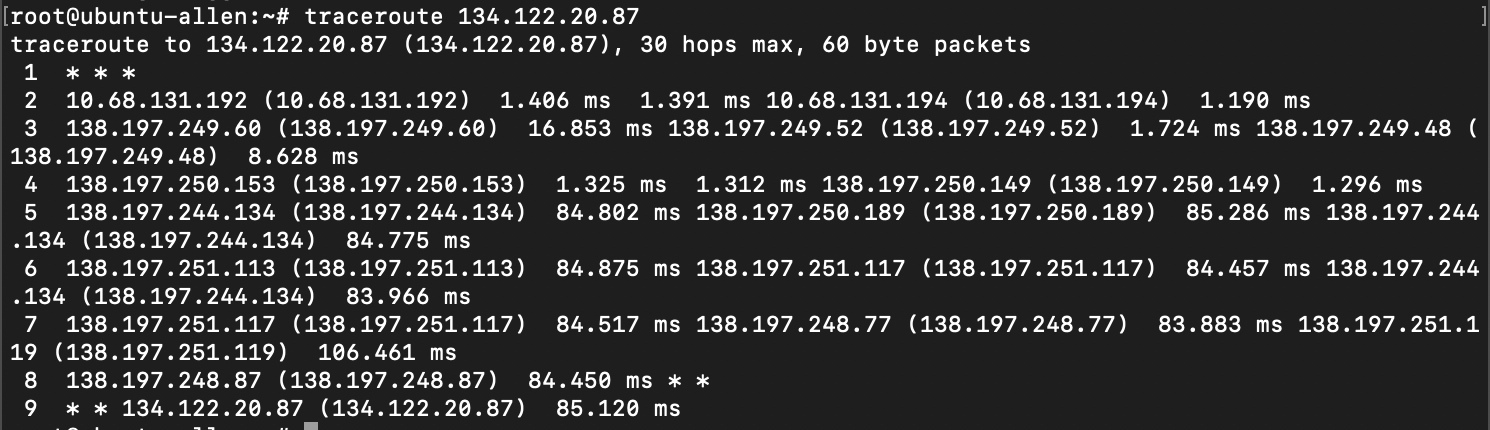 [root@ubuntu-allen:~# traceroute 134.122.20.87 ]
traceroute to 134.122.20.87 (134.122.20.87), 30 hops max, 60 byte packets
 1  * * *
 2  10.68.131.192 (10.68.131.192)  1.406 ms  1.391 ms 10.68.131.194 (10.68.131.194)  1.190 ms
 3  138.197.249.60 (138.197.249.60)  16.853 ms 138.197.249.52 (138.197.249.52)  1.724 ms 138.197.249.48 (
138.197.249.48)  8.628 ms
 4  138.197.250.153 (138.197.250.153)  1.325 ms  1.312 ms 138.197.250.149 (138.197.250.149)  1.296 ms
 5  138.197.244.134 (138.197.244.134)  84.802 ms 138.197.250.189 (138.197.250.189)  85.286 ms 138.197.244
.134 (138.197.244.134)  84.775 ms
 6  138.197.251.113 (138.197.251.113)  84.875 ms 138.197.251.117 (138.197.251.117)  84.457 ms 138.197.244
.134 (138.197.244.134)  83.966 ms
 7  138.197.251.117 (138.197.251.117)  84.517 ms 138.197.248.77 (138.197.248.77)  83.883 ms 138.197.251.1
19 (138.197.251.119)  106.461 ms
 8  138.197.248.87 (138.197.248.87)  84.450 ms * *
 9  * * 134.122.20.87 (134.122.20.87)  85.120 ms